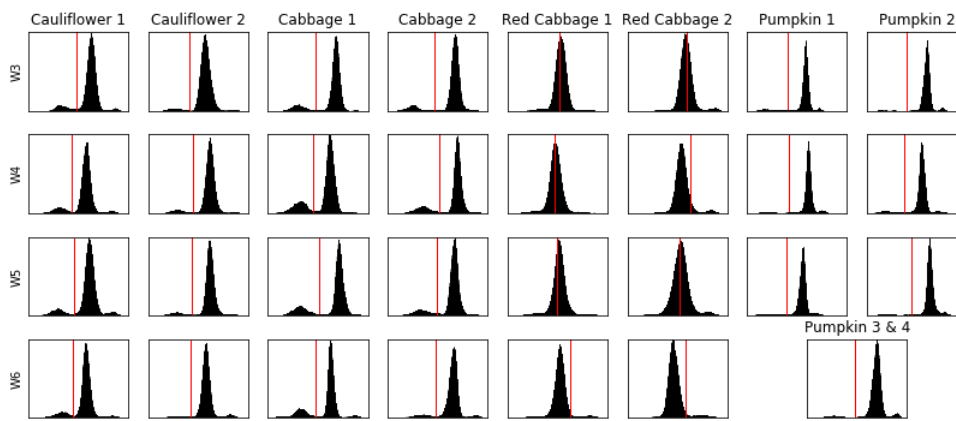 Cauliflower 1 Cauliflower 2 Cabbage 1 Cabbage 2 Red Cabbage 1 Red Cabbage 2 Pumpkin 1 Pumpkin 2
W3
W4
W5
Pumpkin 3 & 4
W6